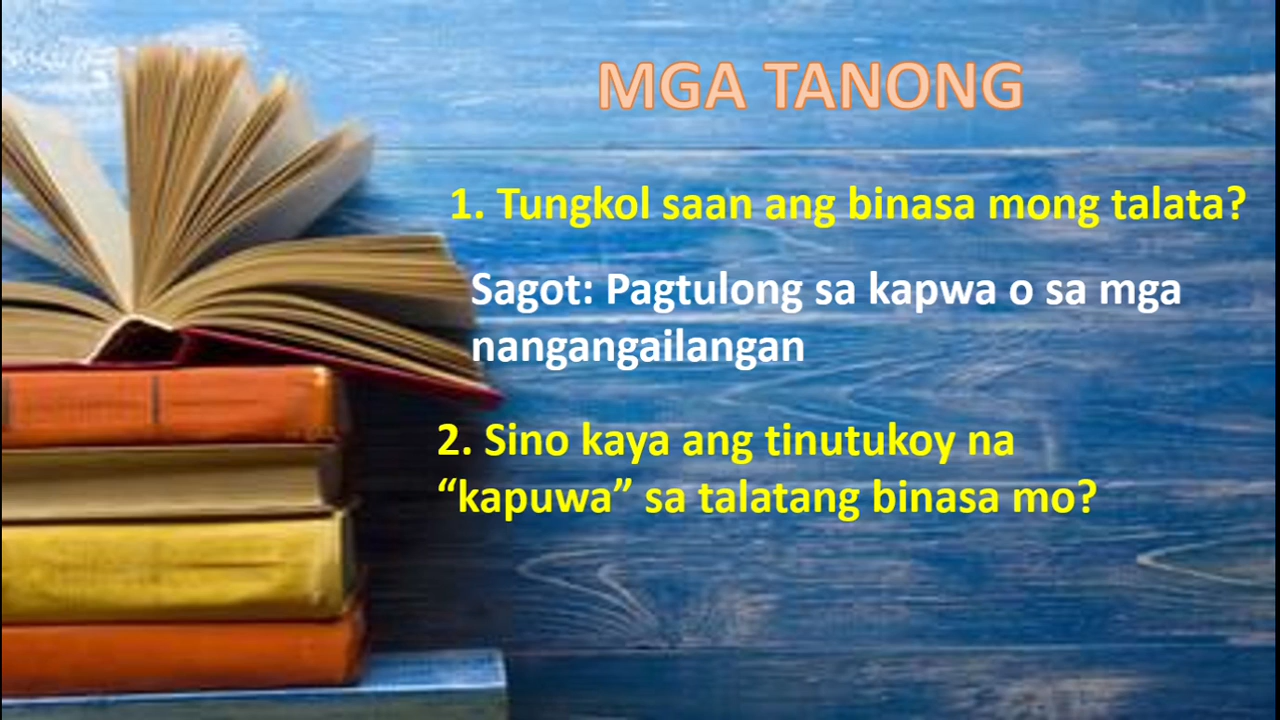 MGA TANONG
1. Tungkol saan ang binasa mong talata?
Sagot: Pagtulong sa kapwa o sa mga
nangangailangan
2. Sino kaya ang tinutukoy na
“kapuwa” sa talatang binasa mo?